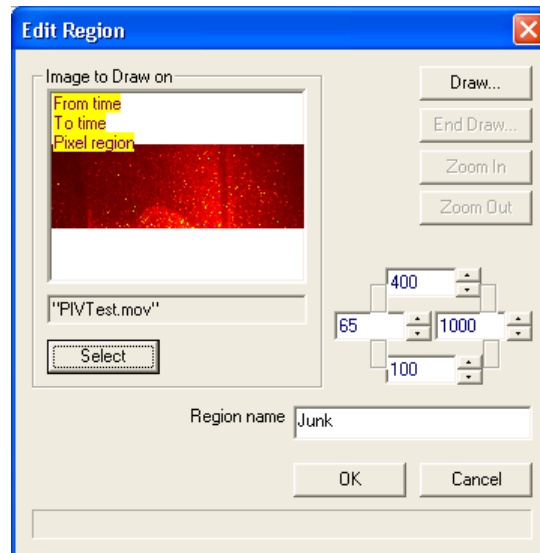 Edit Region
Image to Draw on
From time
To time
Pixel region
"PIVTest.mov"
Select
Draw...
End Draw...
Zoom In
Zoom Out
400
65
1000
100
Region name
Junk
OK
Cancel